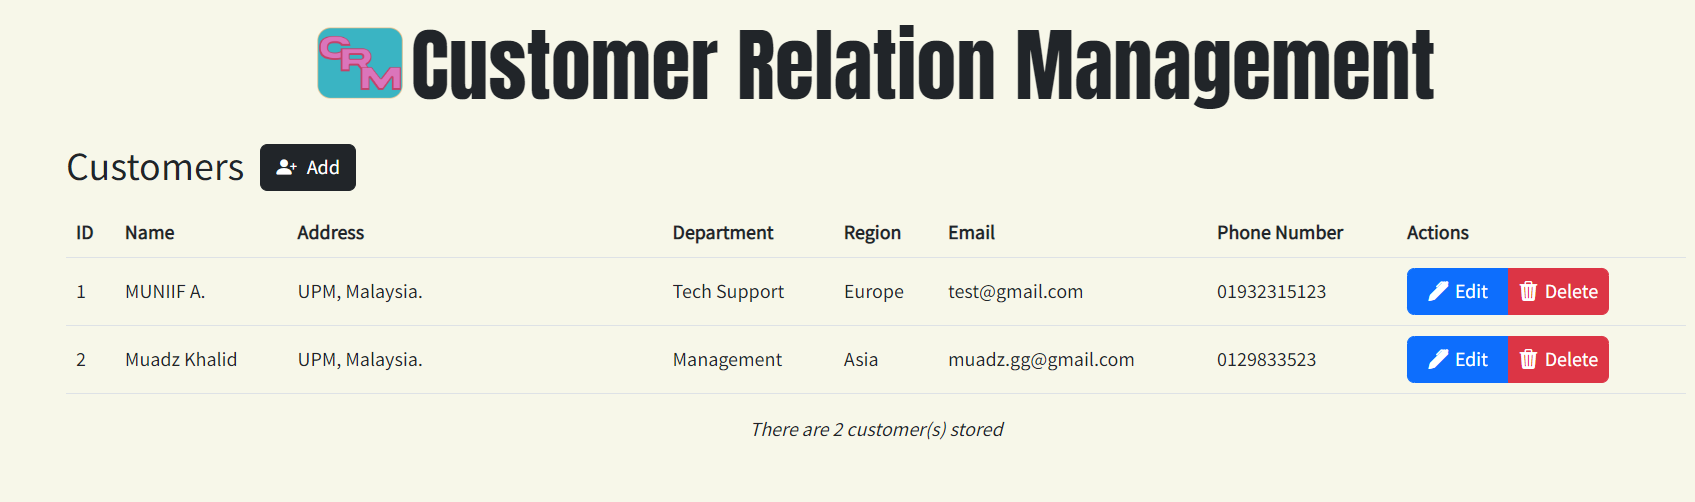 CRM Customer Relation Management
Customers Add
ID Name Address Department Region Email Phone Number Actions
1 MUNIIF A. UPM, Malaysia. Tech Support Europe test@gmail.com 01932315123 Edit Delete
2 Muadz Khalid UPM, Malaysia. Management Asia muadz.gg@gmail.com 0129833523 Edit Delete
There are 2 customer(s) stored